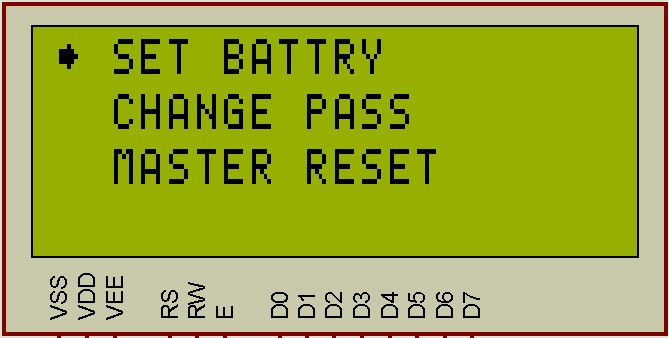 SET BATTRY
CHANGE PASS
MASTER RESET
VSS VDD VEE RS RW E D0 D1 D2 D3 D4 D5 D6 D7